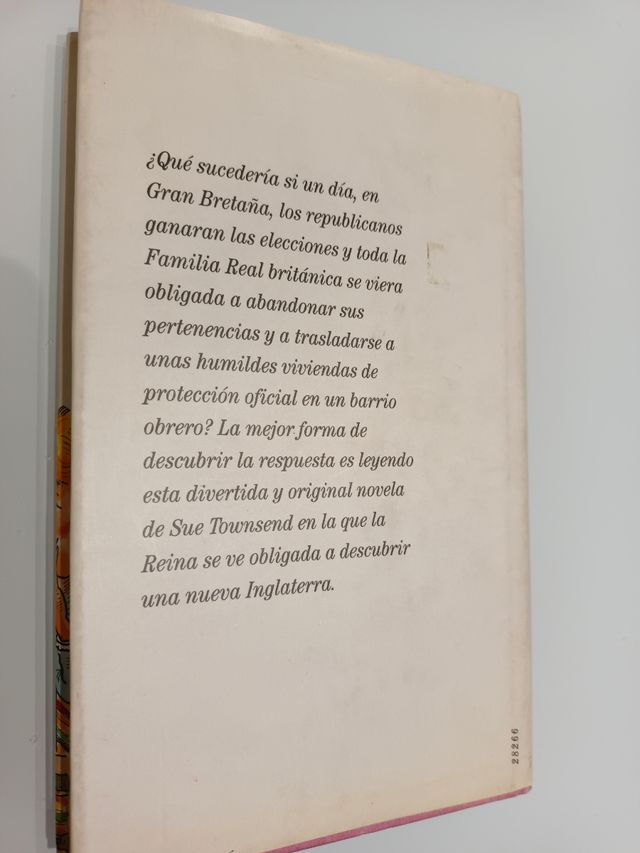 ¿Qué sucedería si un día, en
Gran Bretaña, los republicanos
ganaran las elecciones y toda la
Familia Real británica se viera
obligada a abandonar sus
pertenencias y a trasladarse a
unas humildes viviendas de
protección oficial en un barrio
obrero? La mejor forma de
descubrir la respuesta es leyendo
esta divertida y original novela
de Sue Townsend en la que la
Reina se ve obligada a descubrir
una nueva Inglaterra.
28266